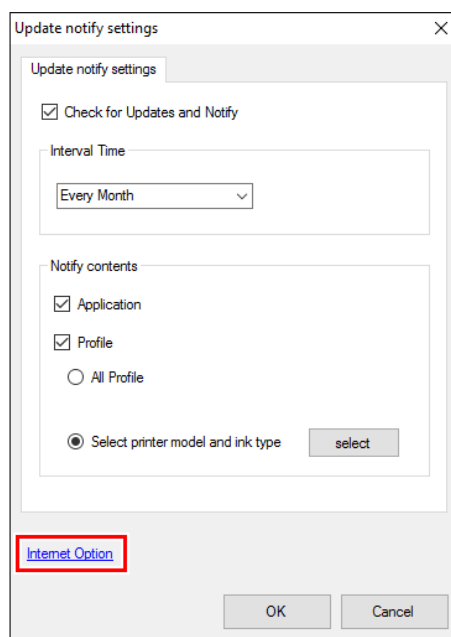 Update notify settings
Update notify settings
Check for Updates and Notify
Interval Time
Every Month
Notify contents
Application
Profile
All Profile
Select printer model and ink type
select
Internet Option
OK
Cancel